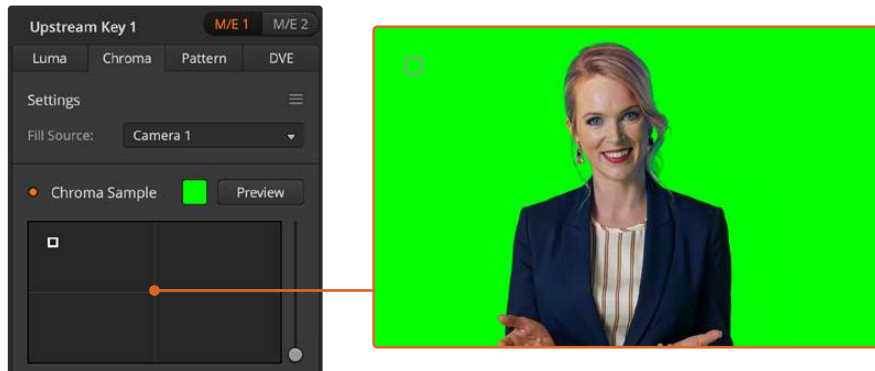 Upstream Key 1 M/E 1 M/E 2
Luma Chroma Pattern DVE
Settings
Fill Source: Camera 1
Chroma Sample Preview